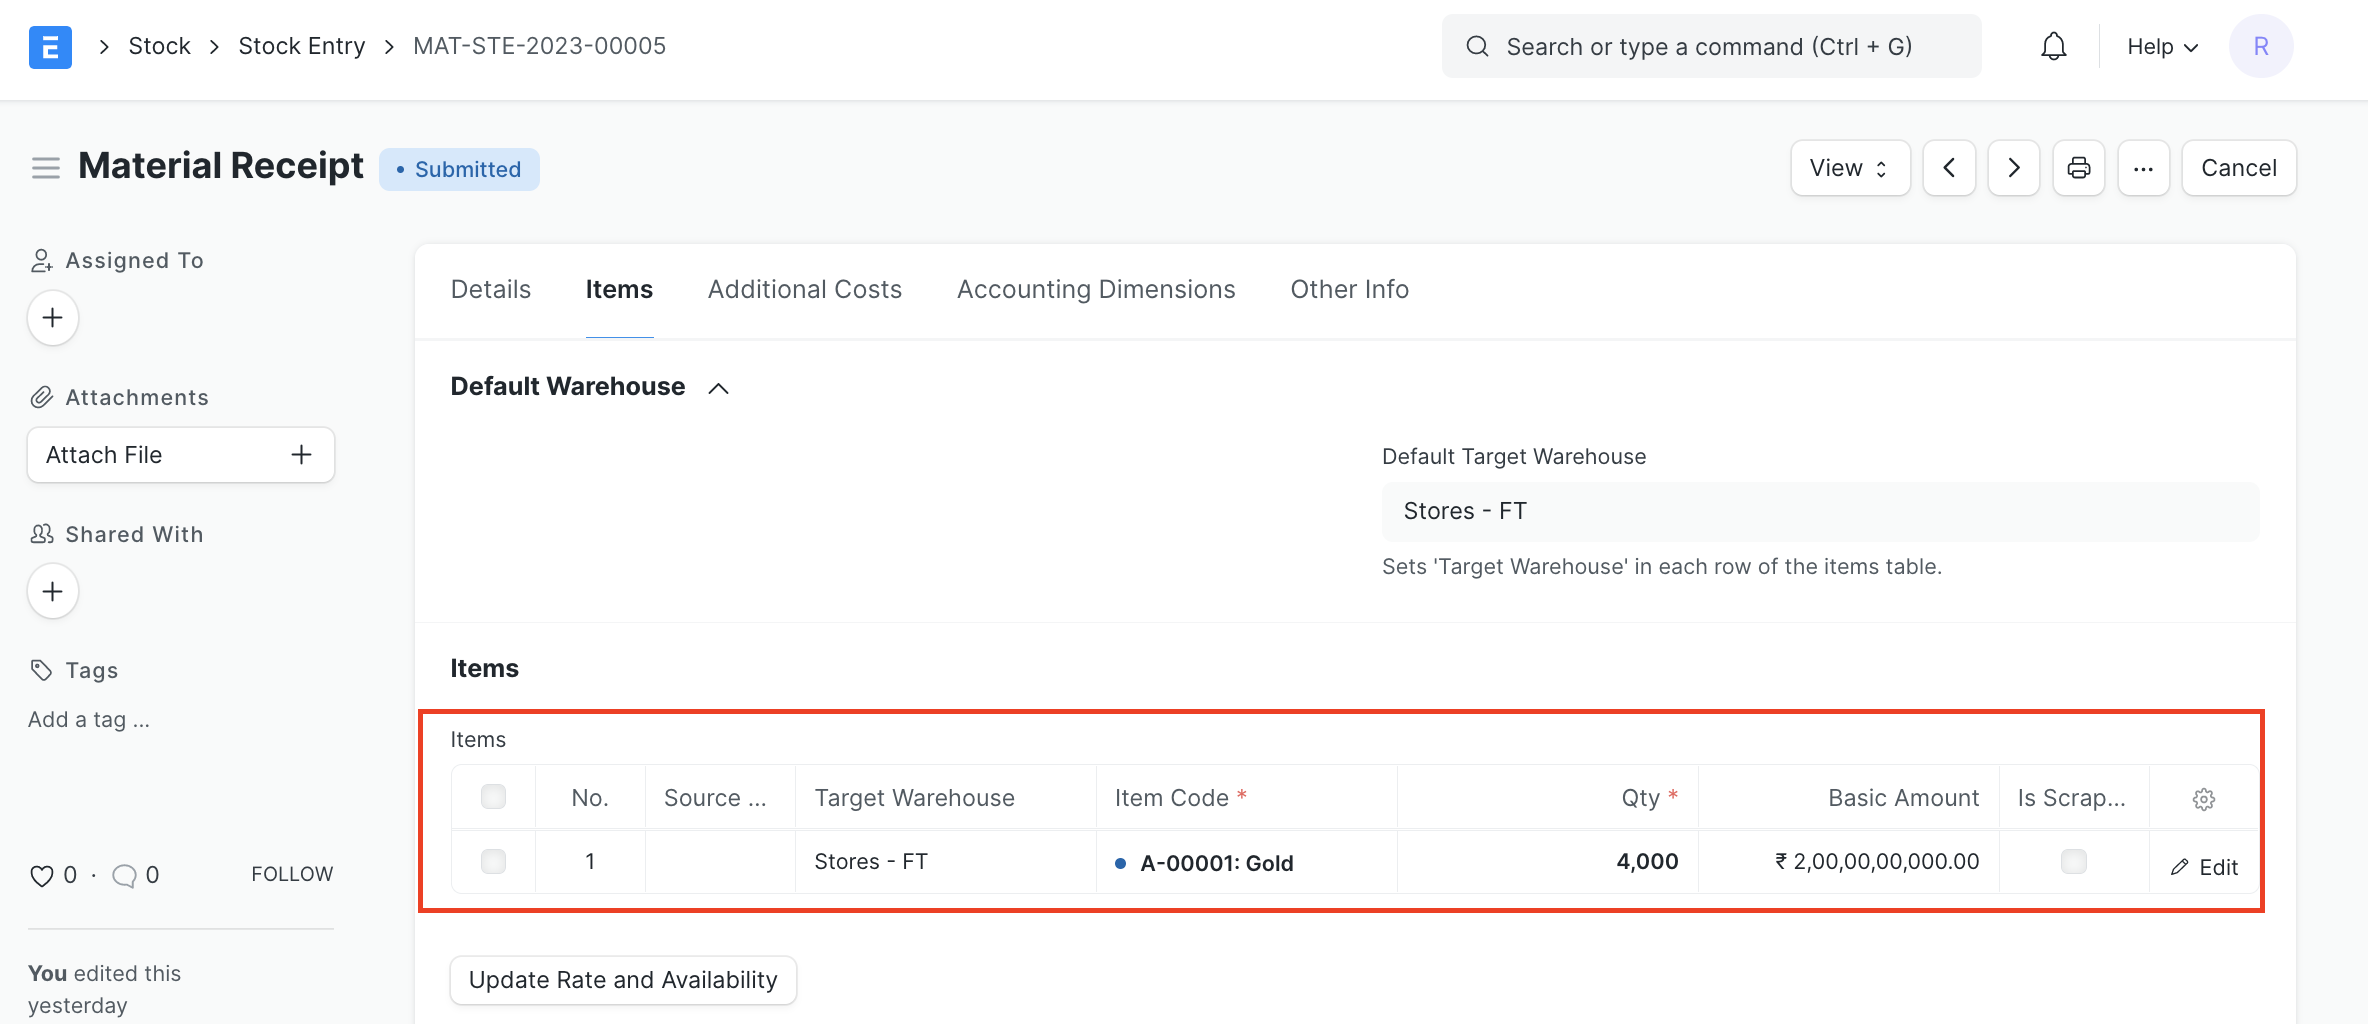 E
Stock
Stock Entry
MAT-STE-2023-00005
Search or type a command (Ctrl + G)
Help
R
Material Receipt
• Submitted
View
...
Cancel
Assigned To
Attachments
Attach File
Shared With
Tags
Add a tag ...
0 · 0 FOLLOW
You edited this
yesterday
Details Items Additional Costs Accounting Dimensions Other Info
Default Warehouse
Default Target Warehouse
Stores - FT
Sets 'Target Warehouse' in each row of the items table.
Items
Items
No. Source ... Target Warehouse Item Code * Qty * Basic Amount Is Scrap...
1 Stores - FT A-00001: Gold 4,000 ₹ 2,00,00,00,000.00 Edit
Update Rate and Availability